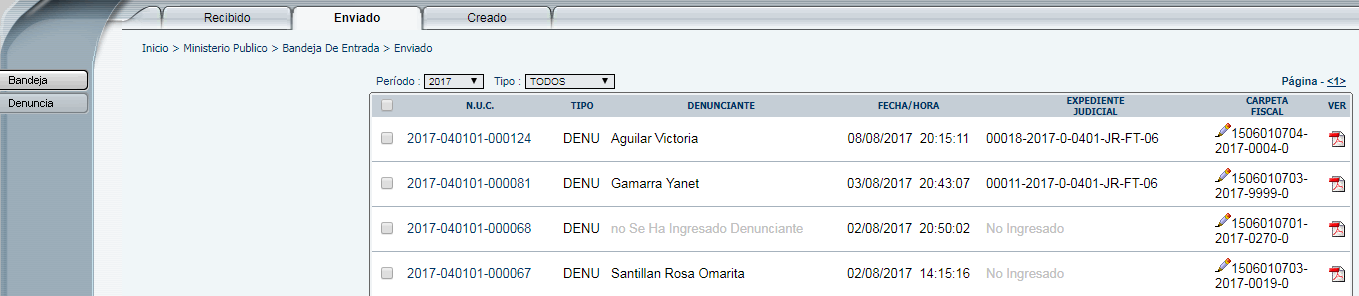 Recibido Enviado Creado
Inicio > Ministerio Publico > Bandeja De Entrada > Enviado
Bandeja
Denuncia
Período : 2017 Tipo : TODOS Página - <1>
N.U.C. TIPO DENUNCIANTE FECHA/HORA EXPEDIENTE JUDICIAL CARPETA FISCAL VER
2017-040101-000124 DENU Aguilar Victoria 08/08/2017 20:15:11 00018-2017-0-0401-JR-FT-06 1506010704-
2017-0004-0
2017-040101-000081 DENU Gamarra Yanet 03/08/2017 20:43:07 00011-2017-0-0401-JR-FT-06 1506010703-
2017-9999-0
2017-040101-000068 DENU no Se Ha Ingresado Denunciante 02/08/2017 20:50:02 No Ingresado 1506010701-
2017-0270-0
2017-040101-000067 DENU Santillan Rosa Omarita 02/08/2017 14:15:16 No Ingresado 1506010703-
2017-0019-0